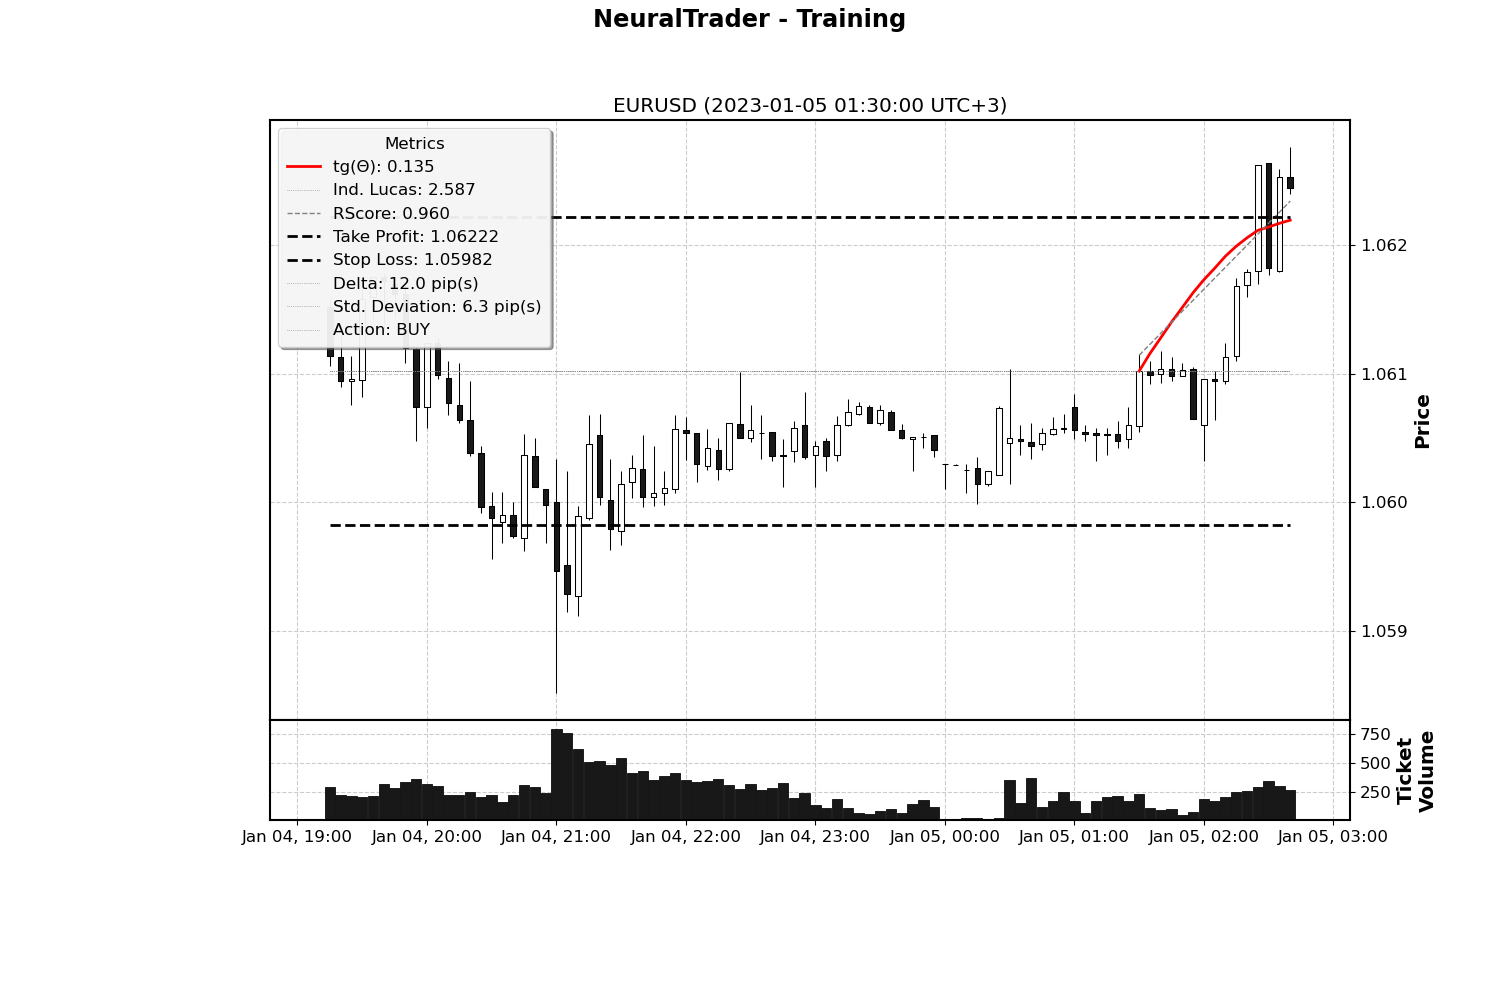 NeuralTrader - Training
EURUSD (2023-01-05 01:30:00 UTC+3)
Metrics
tg(Θ): 0.135
Ind. Lucas: 2.587
RScore: 0.960
Take Profit: 1.06222
Stop Loss: 1.05982
Delta: 12.0 pip(s)
Std. Deviation: 6.3 pip(s)
Action: BUY
1.062
1.061
1.060
1.059
Price
750
500
250
Ticket
Volume
Jan 04, 19:00
Jan 04, 20:00
Jan 04, 21:00
Jan 04, 22:00
Jan 04, 23:00
Jan 05, 00:00
Jan 05, 01:00
Jan 05, 02:00
Jan 05, 03:00